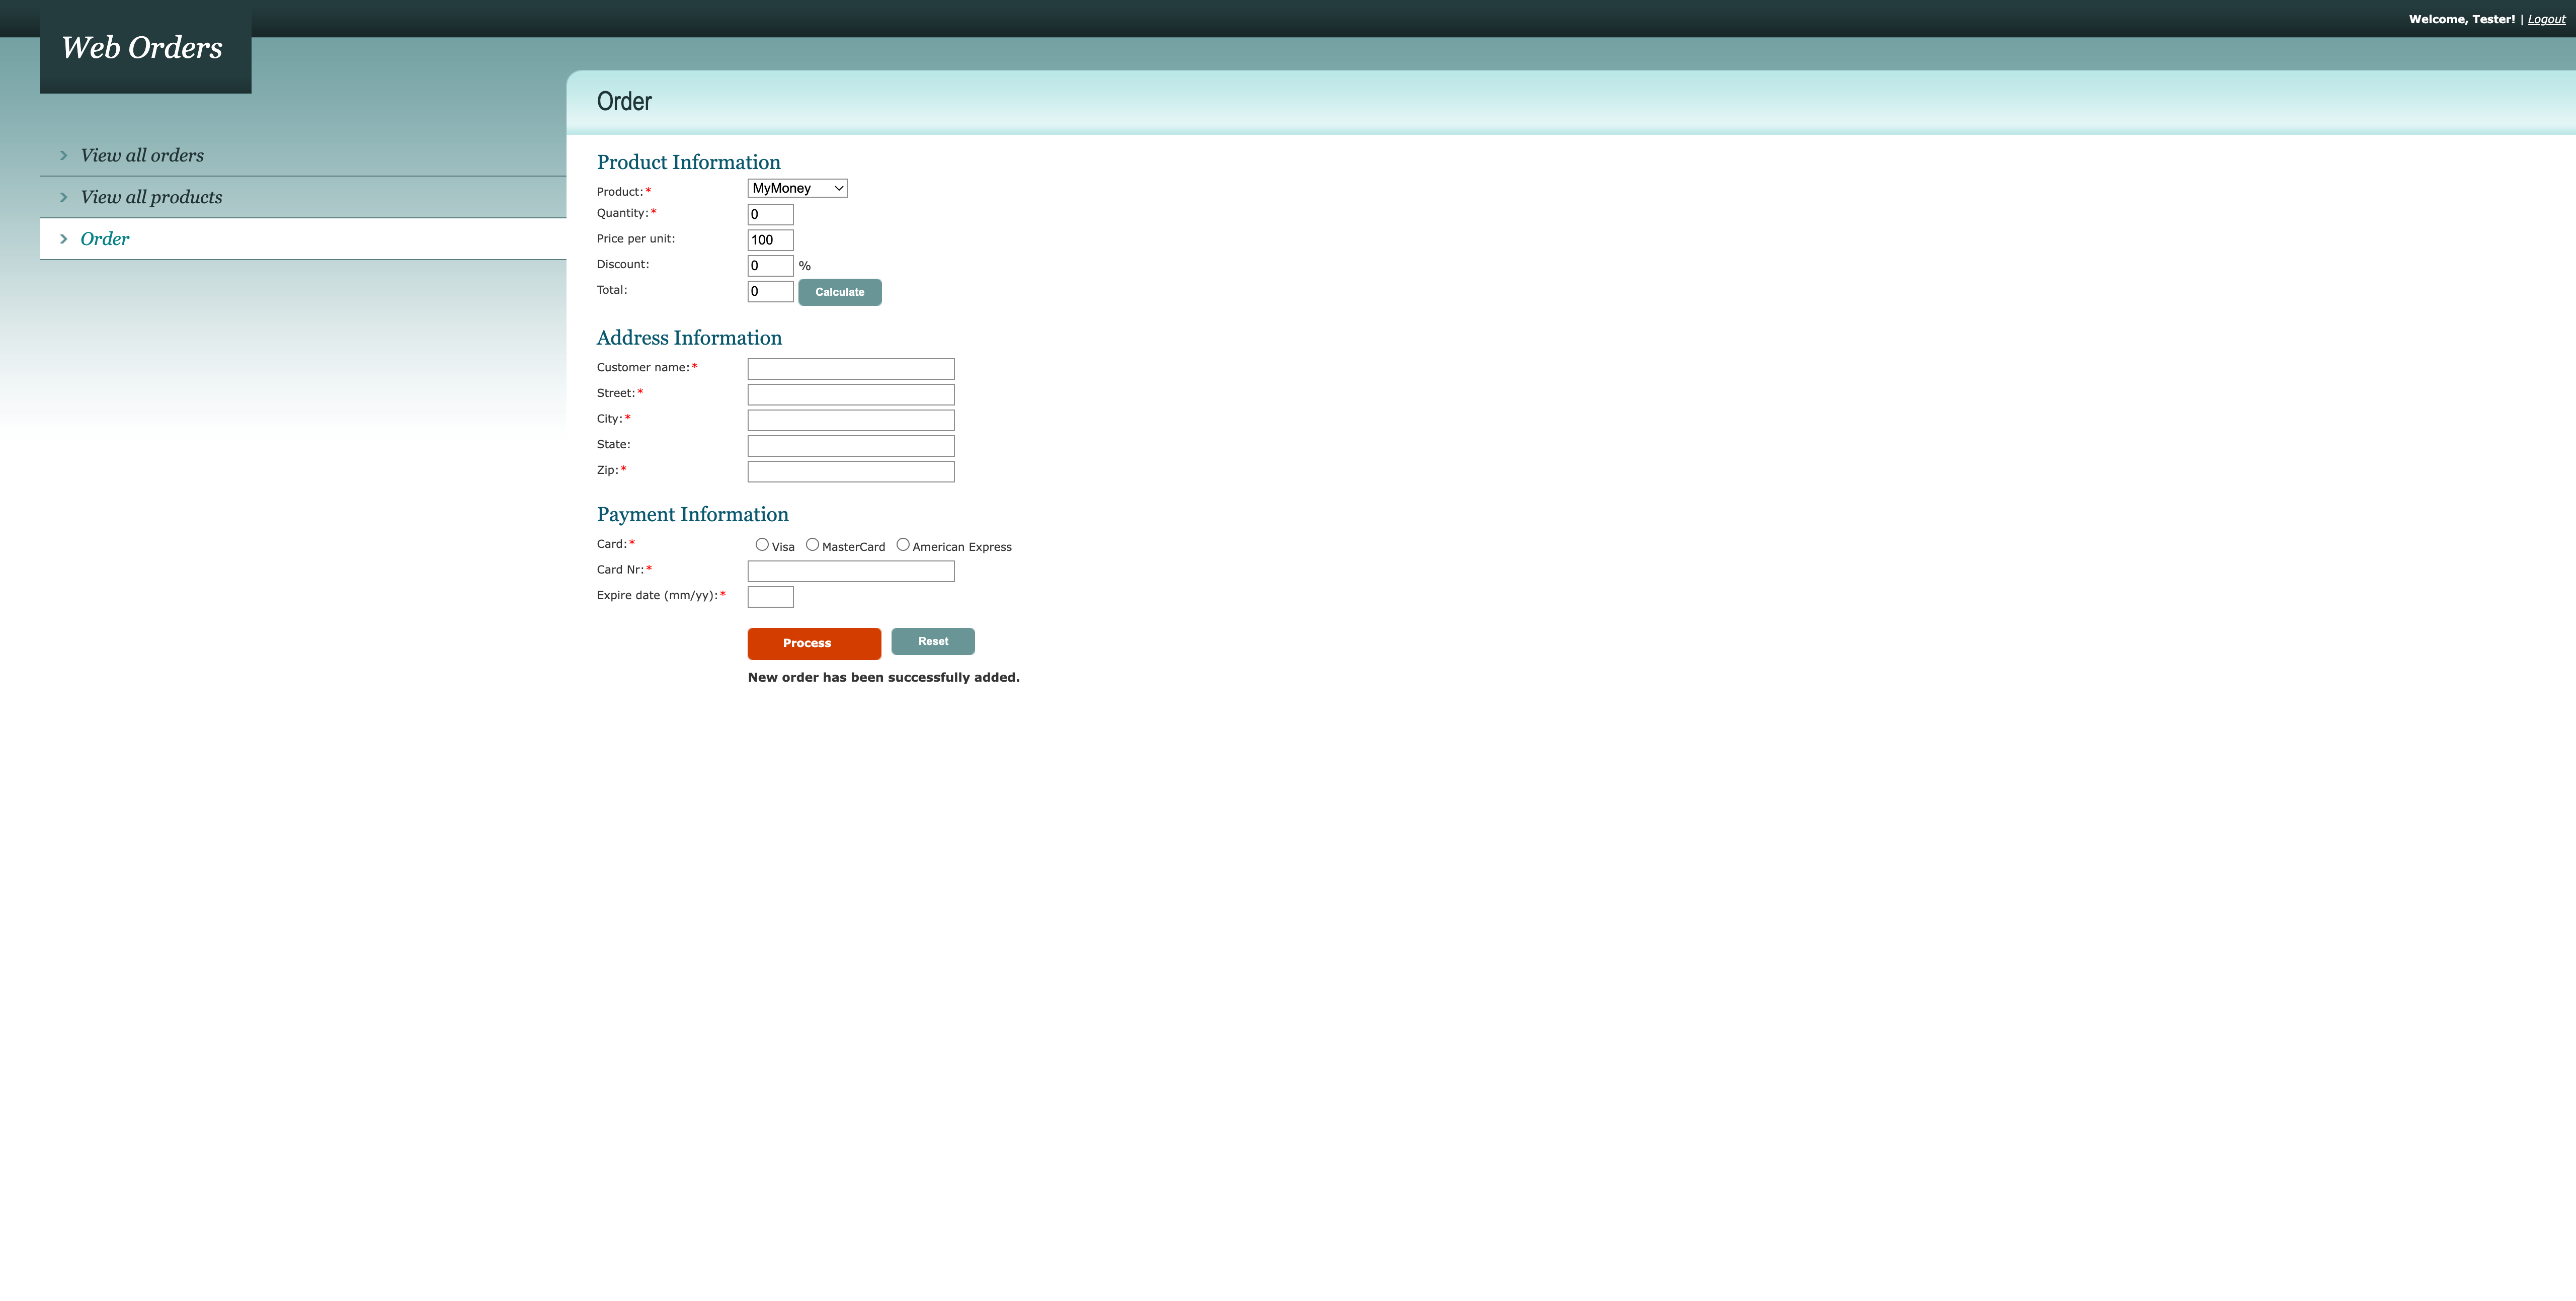 Welcome, Tester! | Logout
Web Orders
View all orders
View all products
Order
Order
Product Information
Product:* MyMoney
Quantity:* 0
Price per unit: 100
Discount: 0 %
Total: 0 Calculate
Address Information
Customer name:*
Street:*
City:*
State:
Zip:*
Payment Information
Card:* Visa MasterCard American Express
Card Nr:*
Expire date (mm/yy):*
Process Reset
New order has been successfully added.